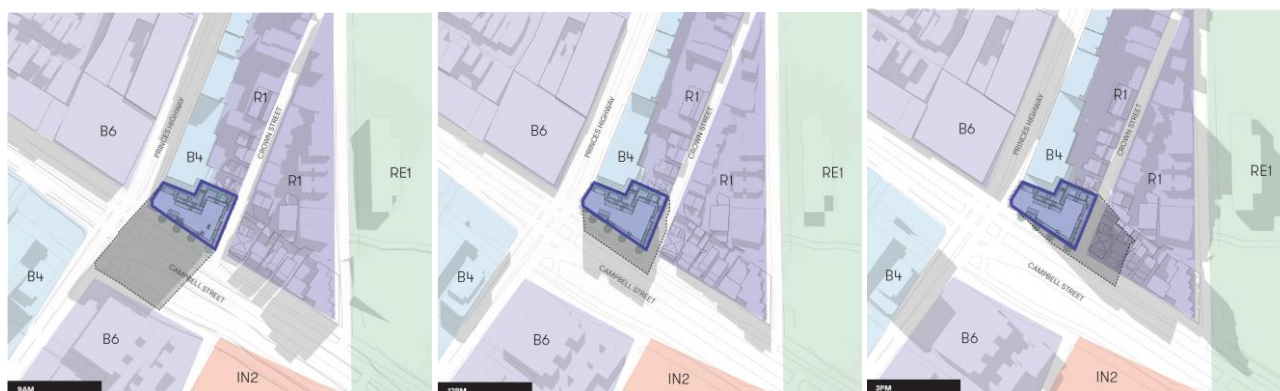 R1
B6
PRINCES HIGHWAY
CROWN STREET
B4
R1
RE1
B4
CAMPBELL STREET
B6
IN2
9AM
R1
B6
PRINCES HIGHWAY
CROWN STREET
B4
R1
RE1
B4
CAMPBELL STREET
B6
IN2
12PM
R1
B6
PRINCES HIGHWAY
CROWN STREET
B4
R1
RE1
B4
CAMPBELL STREET
B6
IN2
3PM